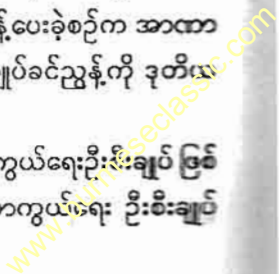 န့်ပေးခဲ့စဉ်က အာဏာ
ချုပ်ခင်ညွန့်ကို ဒုတိယ
ကွယ်ရေးဦးစီးချုပ် ဖြစ်
ကာကွယ်ရေး ဦးစီးချုပ်
www.burmeseclassic.com